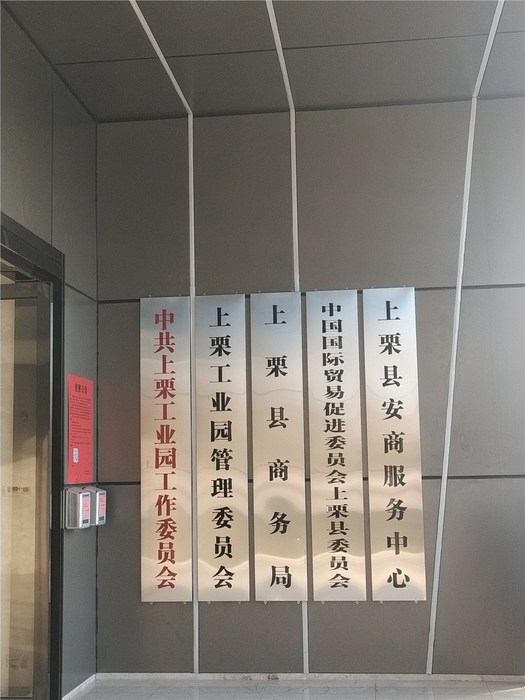 中共上栗工业园工作委员会
上栗工业园管理委员会
上栗县商务局
中国国际贸易促进委员会上栗县委员会
上栗县安商服务中心